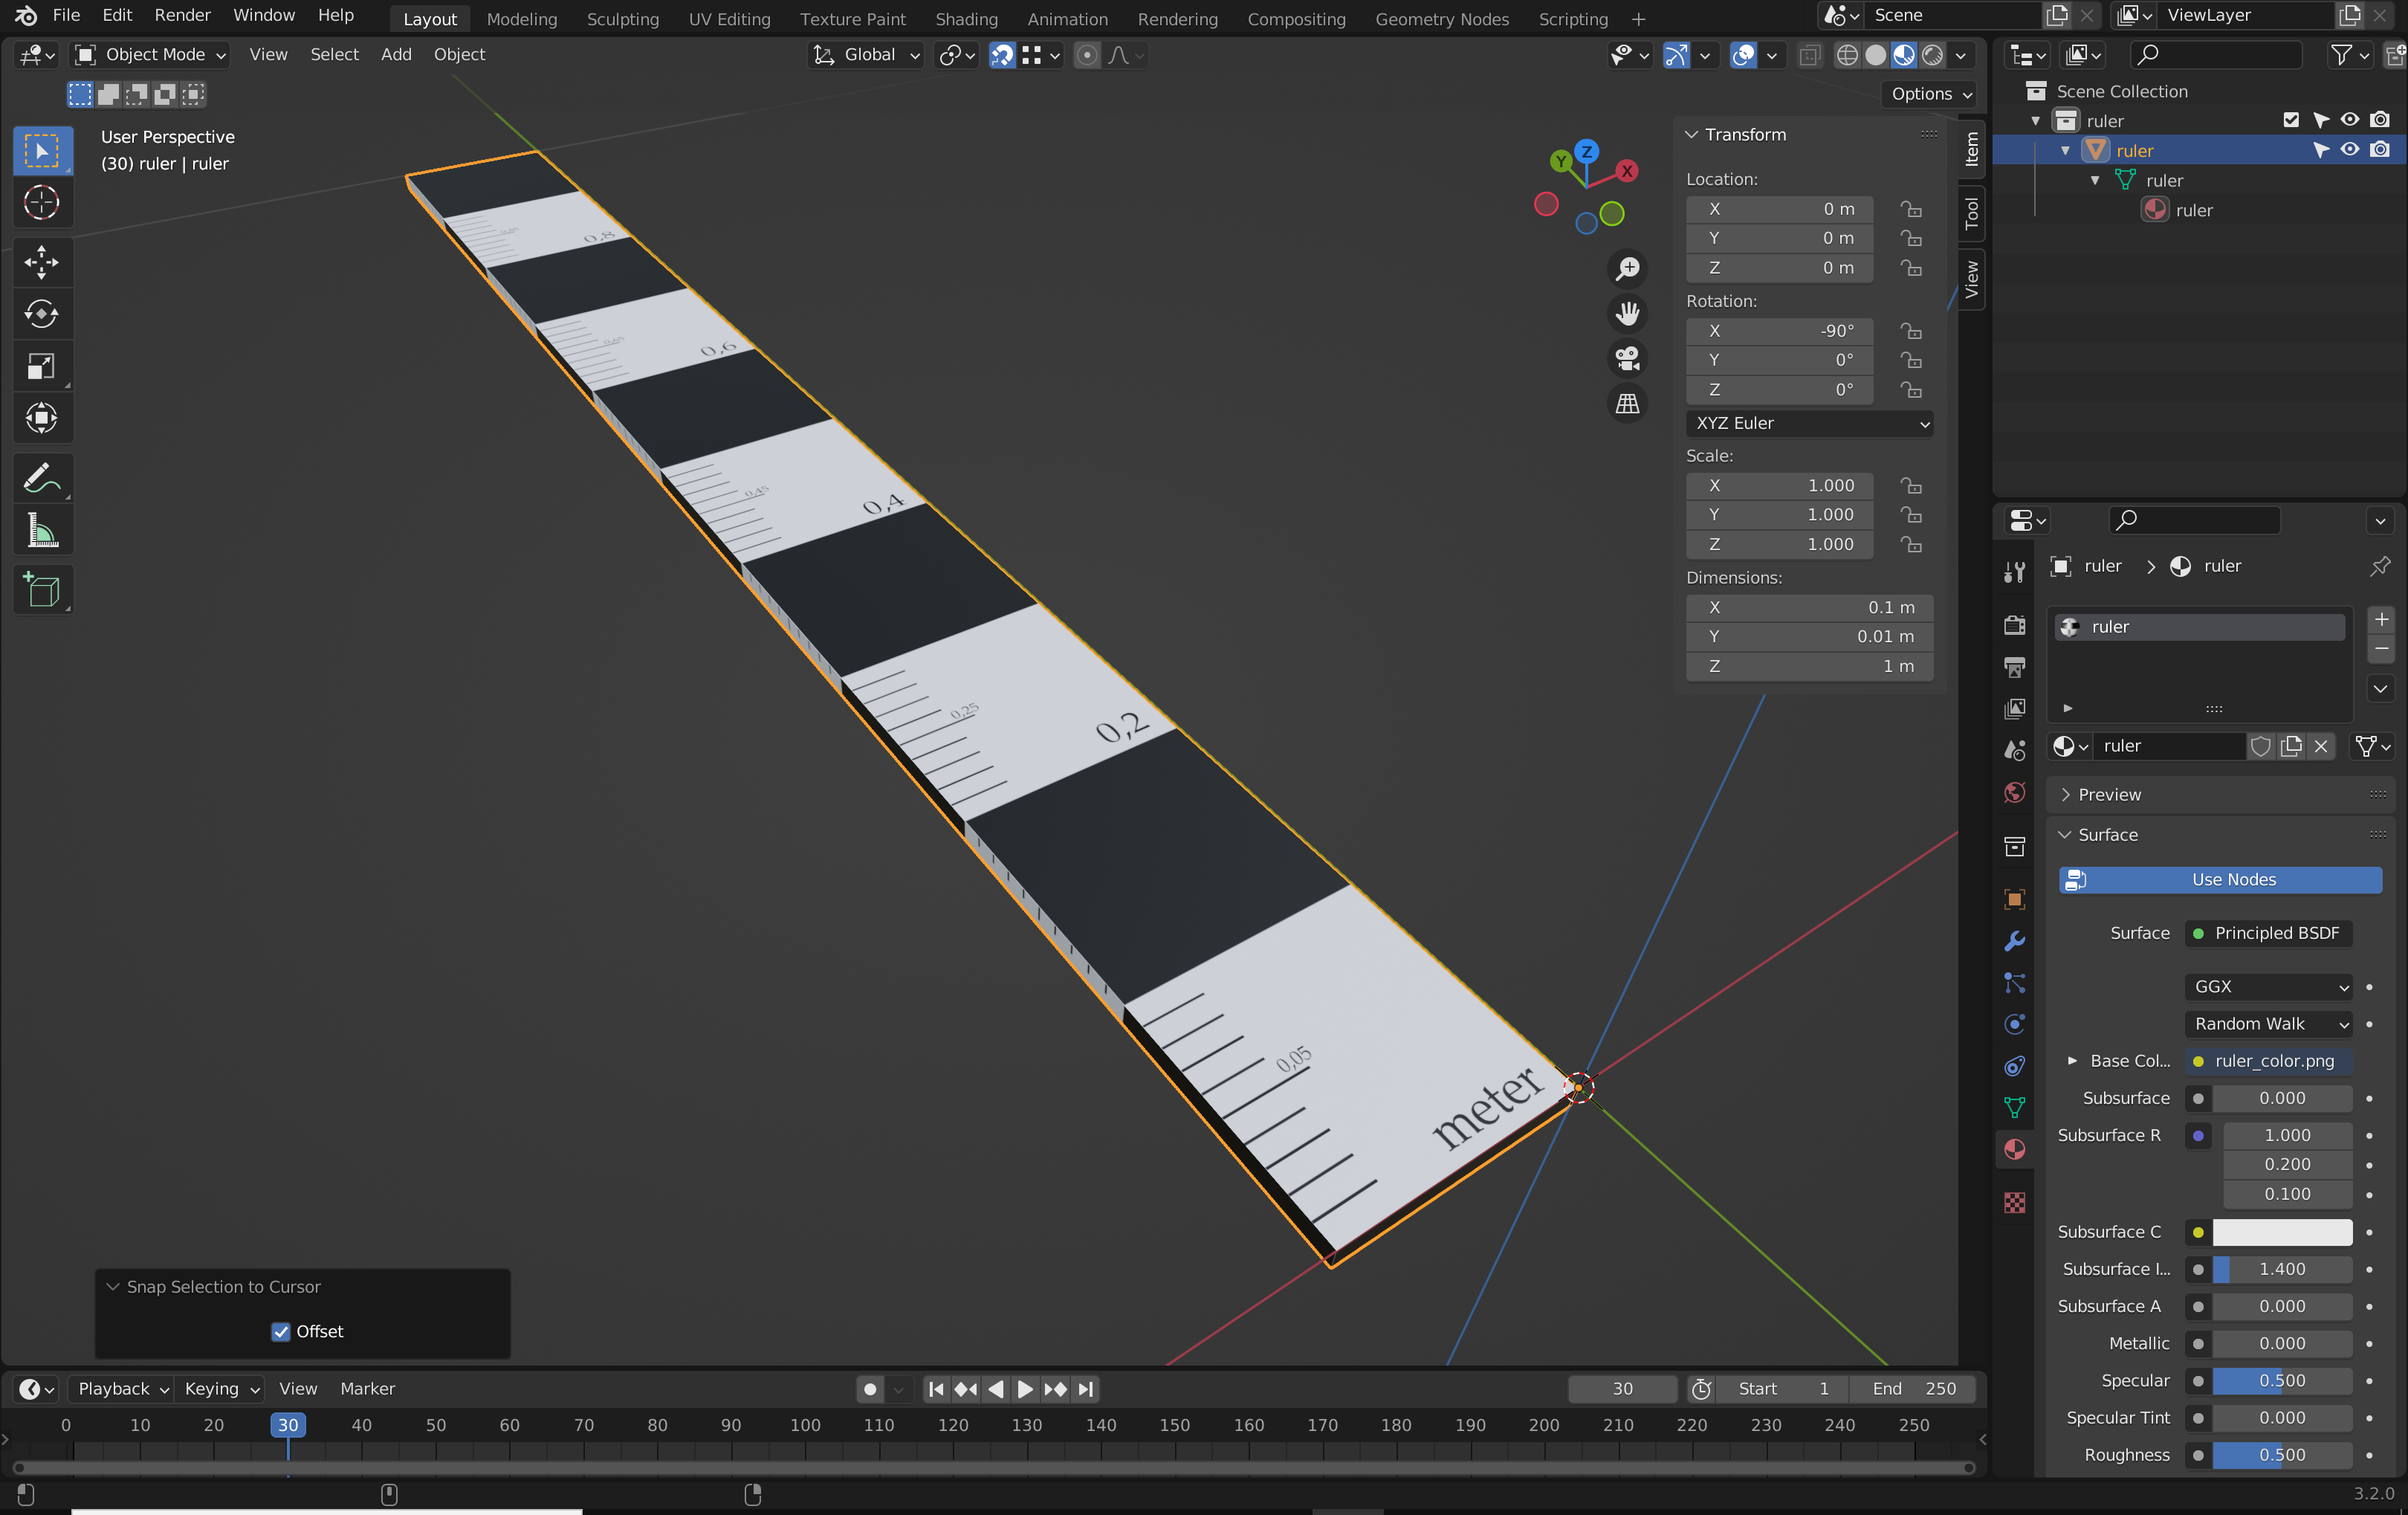 File Edit Render Window Help Layout Modeling Sculpting UV Editing Texture Paint Shading Animation Rendering Compositing Geometry Nodes Scripting + Scene ViewLayer
Object Mode View Select Add Object Global
Options
User Perspective
(30) ruler | ruler
Z
Y
X
0,8
0,6
0,45
0,4
0,25
0,2
0,05
meter
Transform
Location:
X 0 m
Y 0 m
Z 0 m
Rotation:
X -90°
Y 0°
Z 0°
XYZ Euler
Scale:
X 1.000
Y 1.000
Z 1.000
Dimensions:
X 0.1 m
Y 0.01 m
Z 1 m
Item
Tool
View
Scene Collection
ruler
ruler
ruler
ruler
ruler ruler
ruler
ruler
Preview
Surface
Use Nodes
Surface Principled BSDF
GGX
Random Walk
Base Col... ruler_color.png
Subsurface 0.000
Subsurface R 1.000
0.200
0.100
Subsurface C
Subsurface I... 1.400
Subsurface A 0.000
Metallic 0.000
Specular 0.500
Specular Tint 0.000
Roughness 0.500
Snap Selection to Cursor
Offset
Playback Keying View Marker 30 Start 1 End 250
0 10 20 30 40 50 60 70 80 90 100 110 120 130 140 150 160 170 180 190 200 210 220 230 240 250
3.2.0